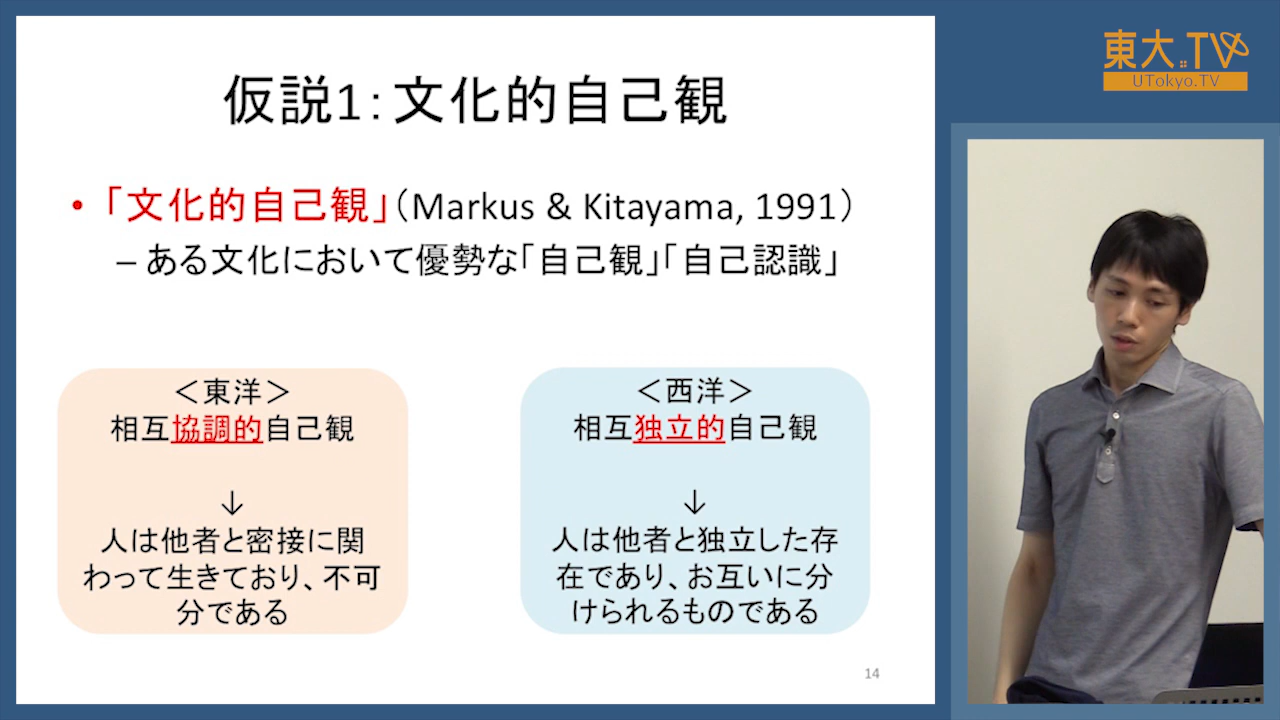 仮説1：文化的自己観
• 「文化的自己観」（Markus & Kitayama, 1991）
– ある文化において優勢な「自己観」「自己認識」
＜東洋＞
相互協調的自己観
↓
人は他者と密接に関
わって生きており、不可
分である
＜西洋＞
相互独立的自己観
↓
人は他者と独立した存
在であり、お互いに分
けられるものである
14
東大.TV
UTokyo.TV